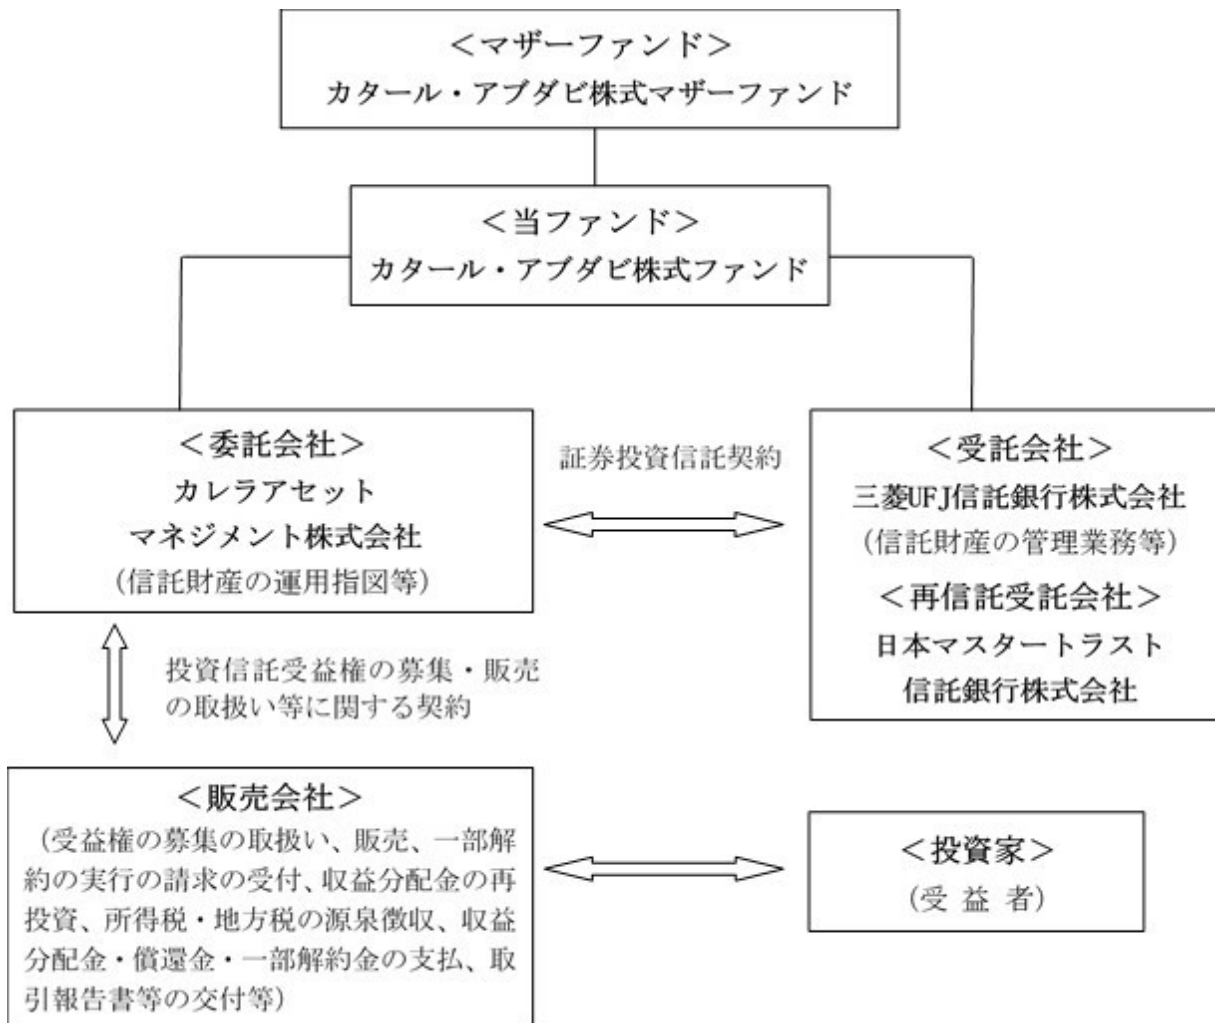 ＜マザーファンド＞
カタール・アブダビ株式マザーファンド
＜当ファンド＞
カタール・アブダビ株式ファンド
＜委託会社＞
カレラアセット
マネジメント株式会社
（信託財産の運用指図等）
証券投資信託契約
＜受託会社＞
三菱UFJ信託銀行株式会社
（信託財産の管理業務等）
＜再信託受託会社＞
日本マスタートラスト
信託銀行株式会社
投資信託受益権の募集・販売
の取扱い等に関する契約
＜販売会社＞
（受益権の募集の取扱い、販売、一部解
約の実行の請求の受付、収益分配金の再
投資、所得税・地方税の源泉徴収、収益
分配金・償還金・一部解約金の支払、取
引報告書等の交付等）
＜投資家＞
（受 益 者）